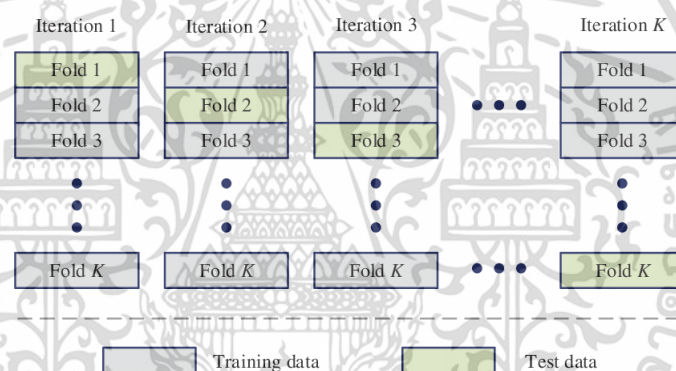 Iteration 1 Iteration 2 Iteration 3 Iteration K
Fold 1 Fold 1 Fold 1 Fold 1
Fold 2 Fold 2 Fold 2 Fold 2
Fold 3 Fold 3 Fold 3 Fold 3
Fold K Fold K Fold K Fold K
Training data Test data